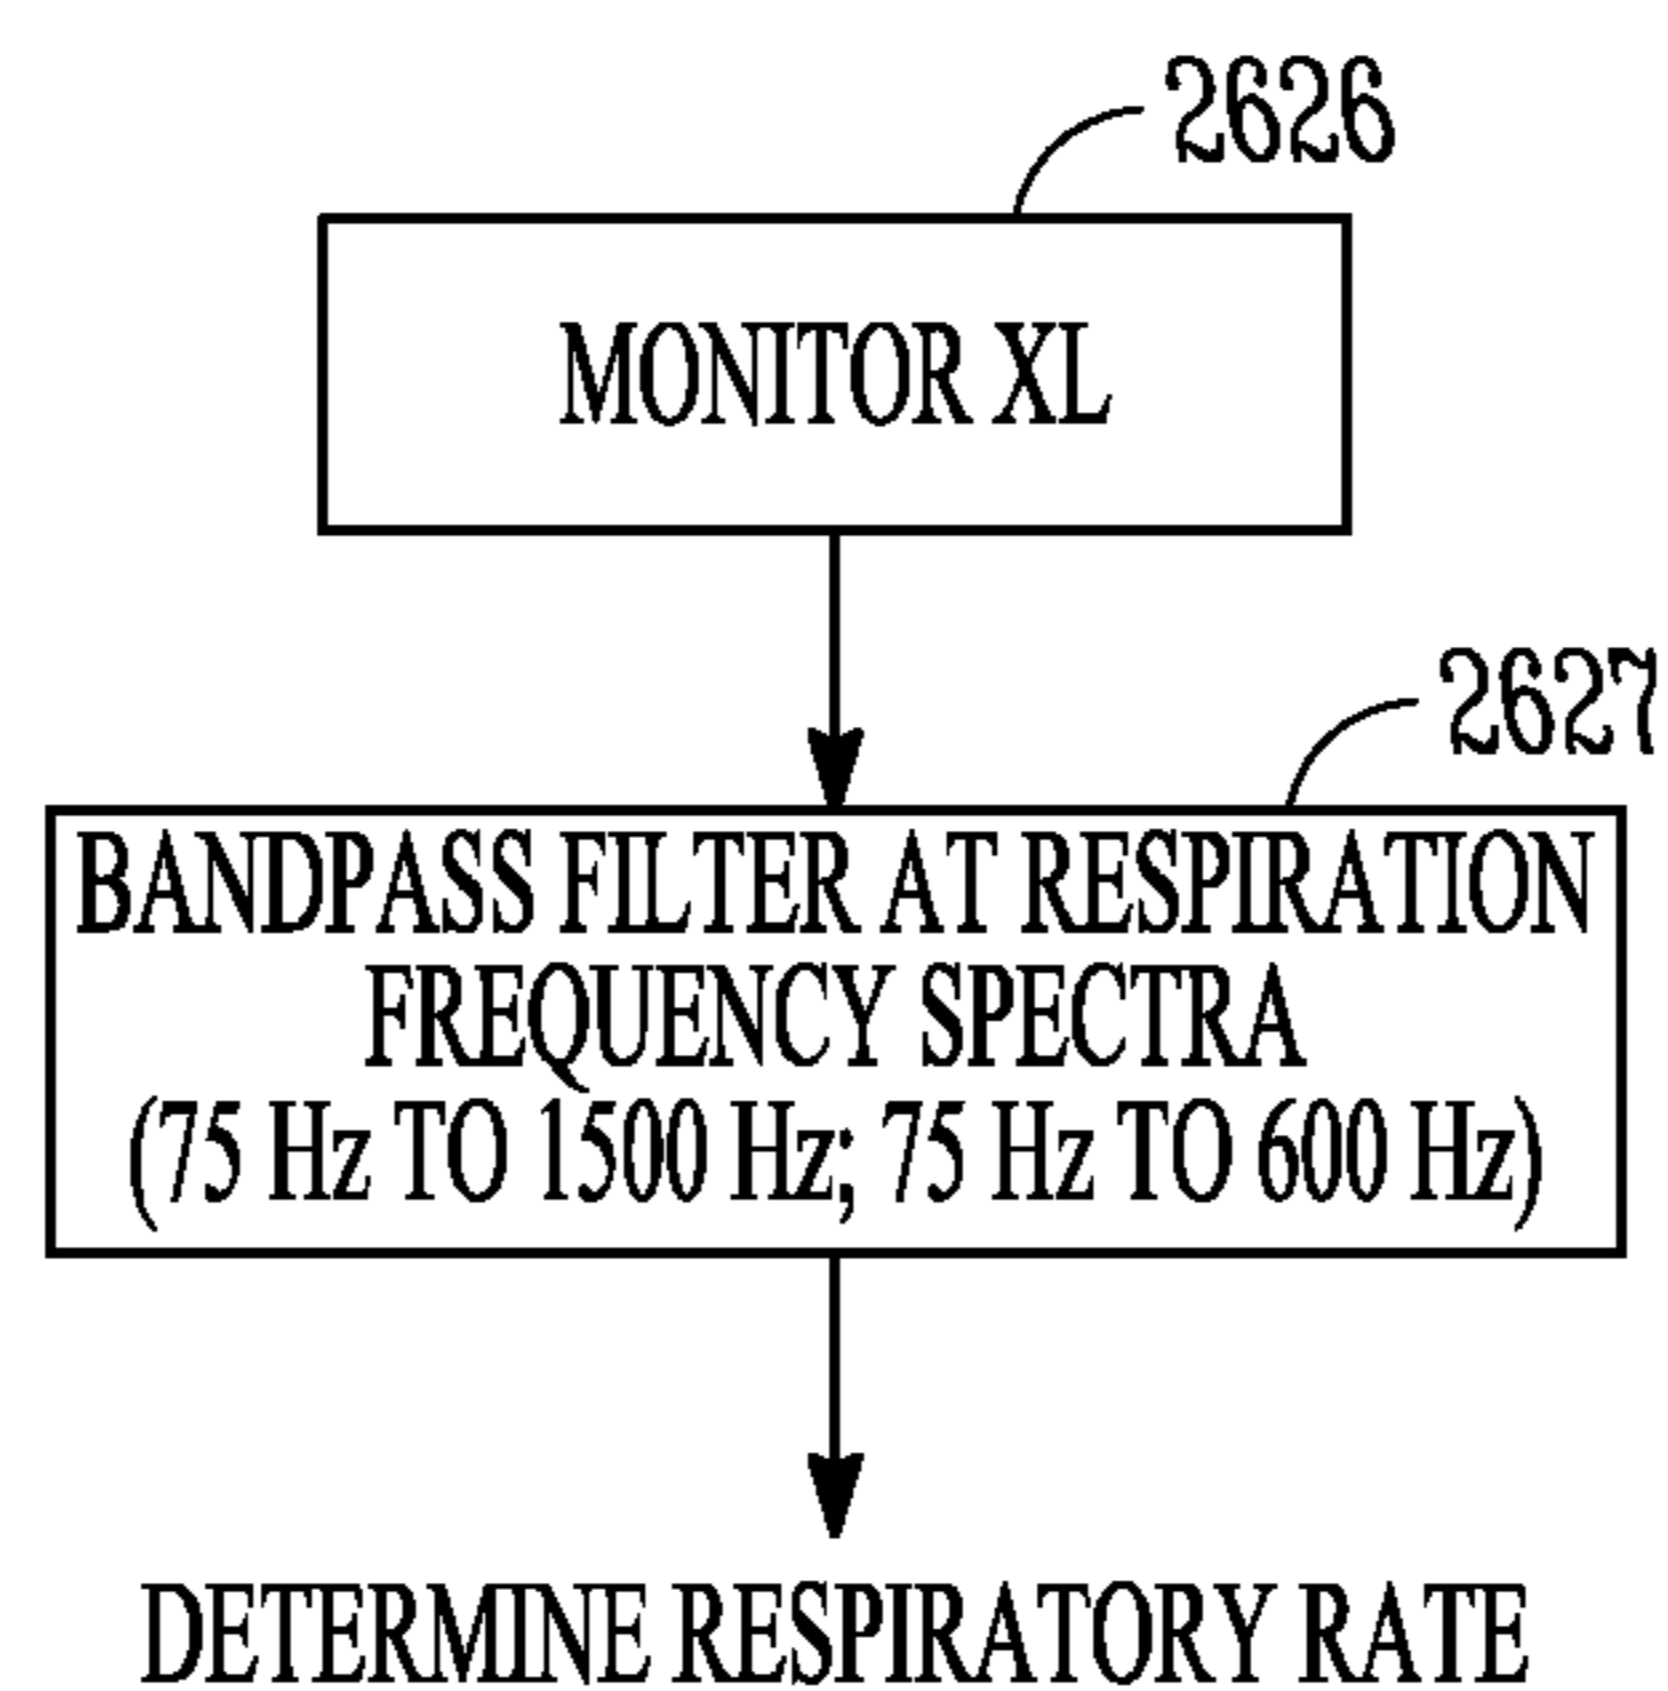 2626
MONITOR XL
2627
BANDPASS FILTER AT RESPIRATION
FREQUENCY SPECTRA
(75 Hz TO 1500 Hz; 75 Hz TO 600 Hz)
DETERMINE RESPIRATORY RATE